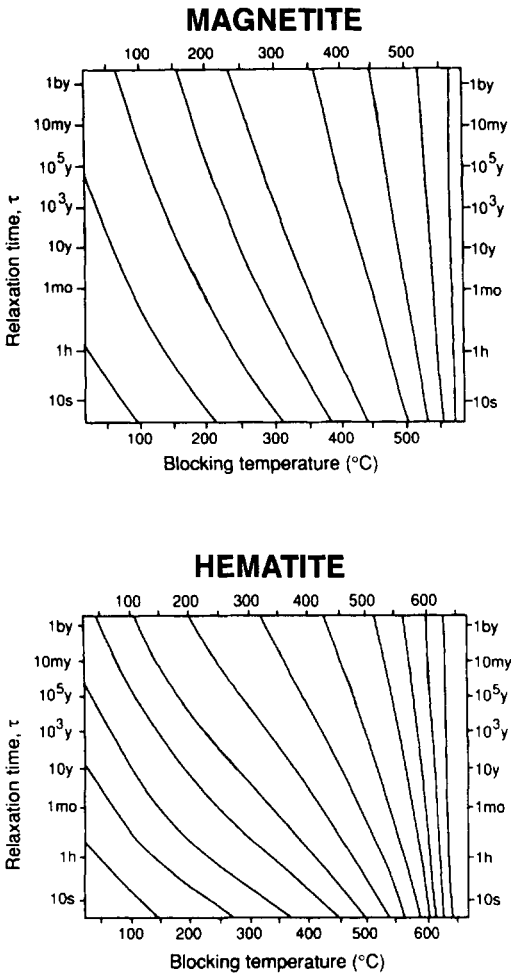 MAGNETITE
100 200 300 400 500
1by 1by
10my 10my
10⁵y 10⁵y
10³y 10³y
10y 10y
1mo 1mo
1h 1h
10s 10s
Relaxation time, τ
100 200 300 400 500
Blocking temperature (°C)
HEMATITE
100 200 300 400 500 600
1by 1by
10my 10my
10⁵y 10⁵y
10³y 10³y
10y 10y
1mo 1mo
1h 1h
10s 10s
Relaxation time, τ
100 200 300 400 500 600
Blocking temperature (°C)